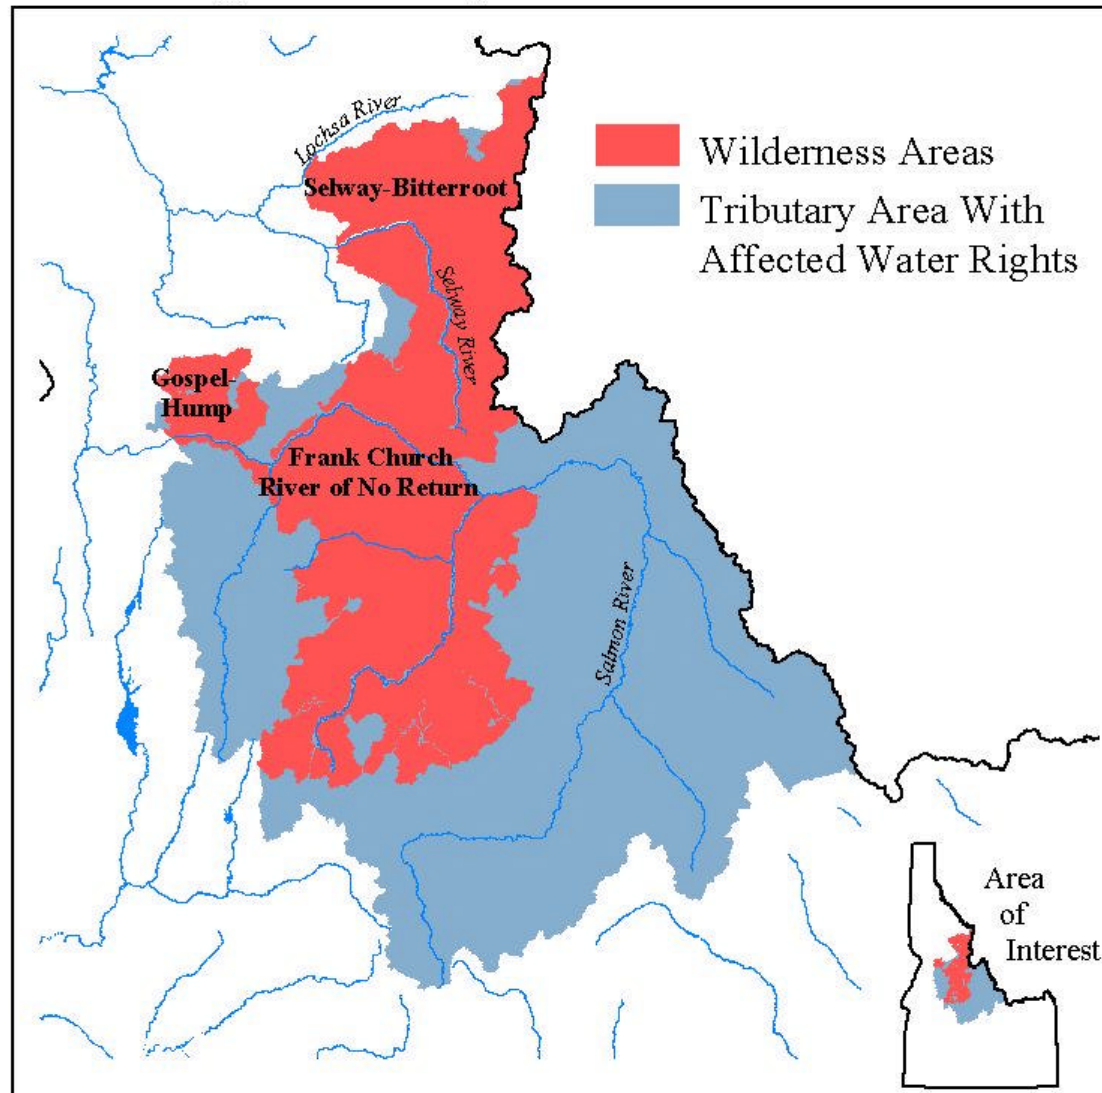 Lochsa River
Selway-Bitterroot
Wilderness Areas
Tributary Area With
Affected Water Rights
Selway River
Gospel-
Hump
Frank Church
River of No Return
Salmon River
Area
of
Interest